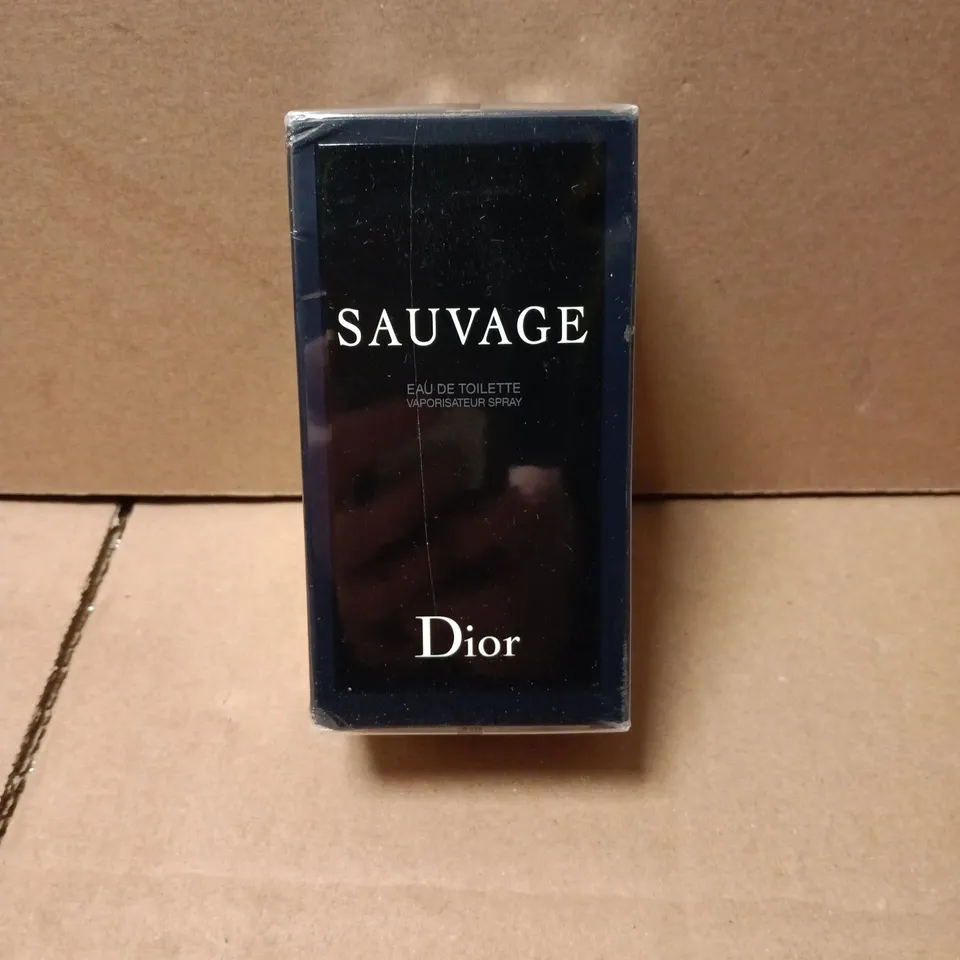 SAUVAGE
EAU DE TOILETTE
VAPORISATEUR SPRAY
Dior